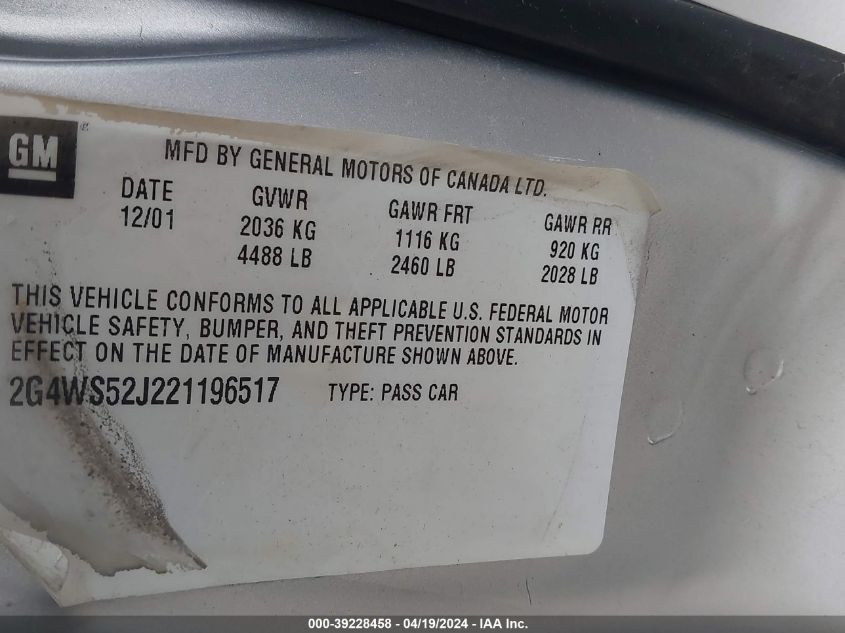 GM
MFD BY GENERAL MOTORS OF CANADA LTD.
DATE GVWR GAWR FRT GAWR RR
12/01 2036 KG 1116 KG 920 KG
4488 LB 2460 LB 2028 LB
THIS VEHICLE CONFORMS TO ALL APPLICABLE U.S. FEDERAL MOTOR
VEHICLE SAFETY, BUMPER, AND THEFT PREVENTION STANDARDS IN
EFFECT ON THE DATE OF MANUFACTURE SHOWN ABOVE.
2G4WS52J221196517 TYPE: PASS CAR
000-39228458 - 04/19/2024 - IAA Inc.